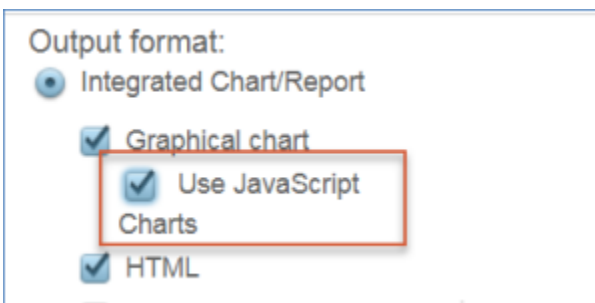 Output format:
Integrated Chart/Report
Graphical chart
Use JavaScript
Charts
HTML